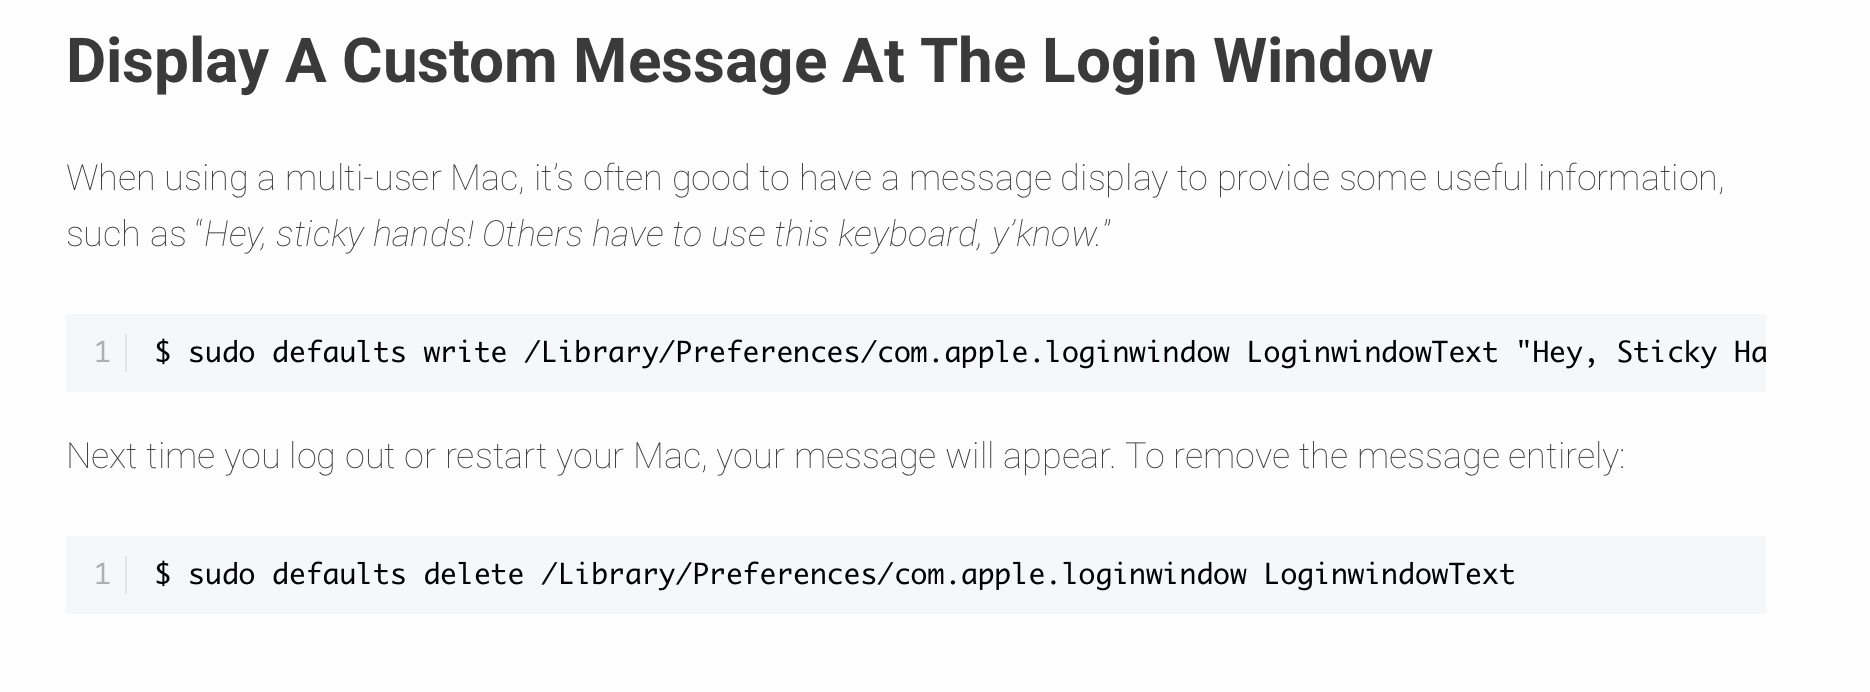 Display A Custom Message At The Login Window
When using a multi-user Mac, it’s often good to have a message display to provide some useful information,
such as “Hey, sticky hands! Others have to use this keyboard, y’know.”
1 $ sudo defaults write /Library/Preferences/com.apple.loginwindow LoginwindowText "Hey, Sticky Ha
Next time you log out or restart your Mac, your message will appear. To remove the message entirely:
1 $ sudo defaults delete /Library/Preferences/com.apple.loginwindow LoginwindowText